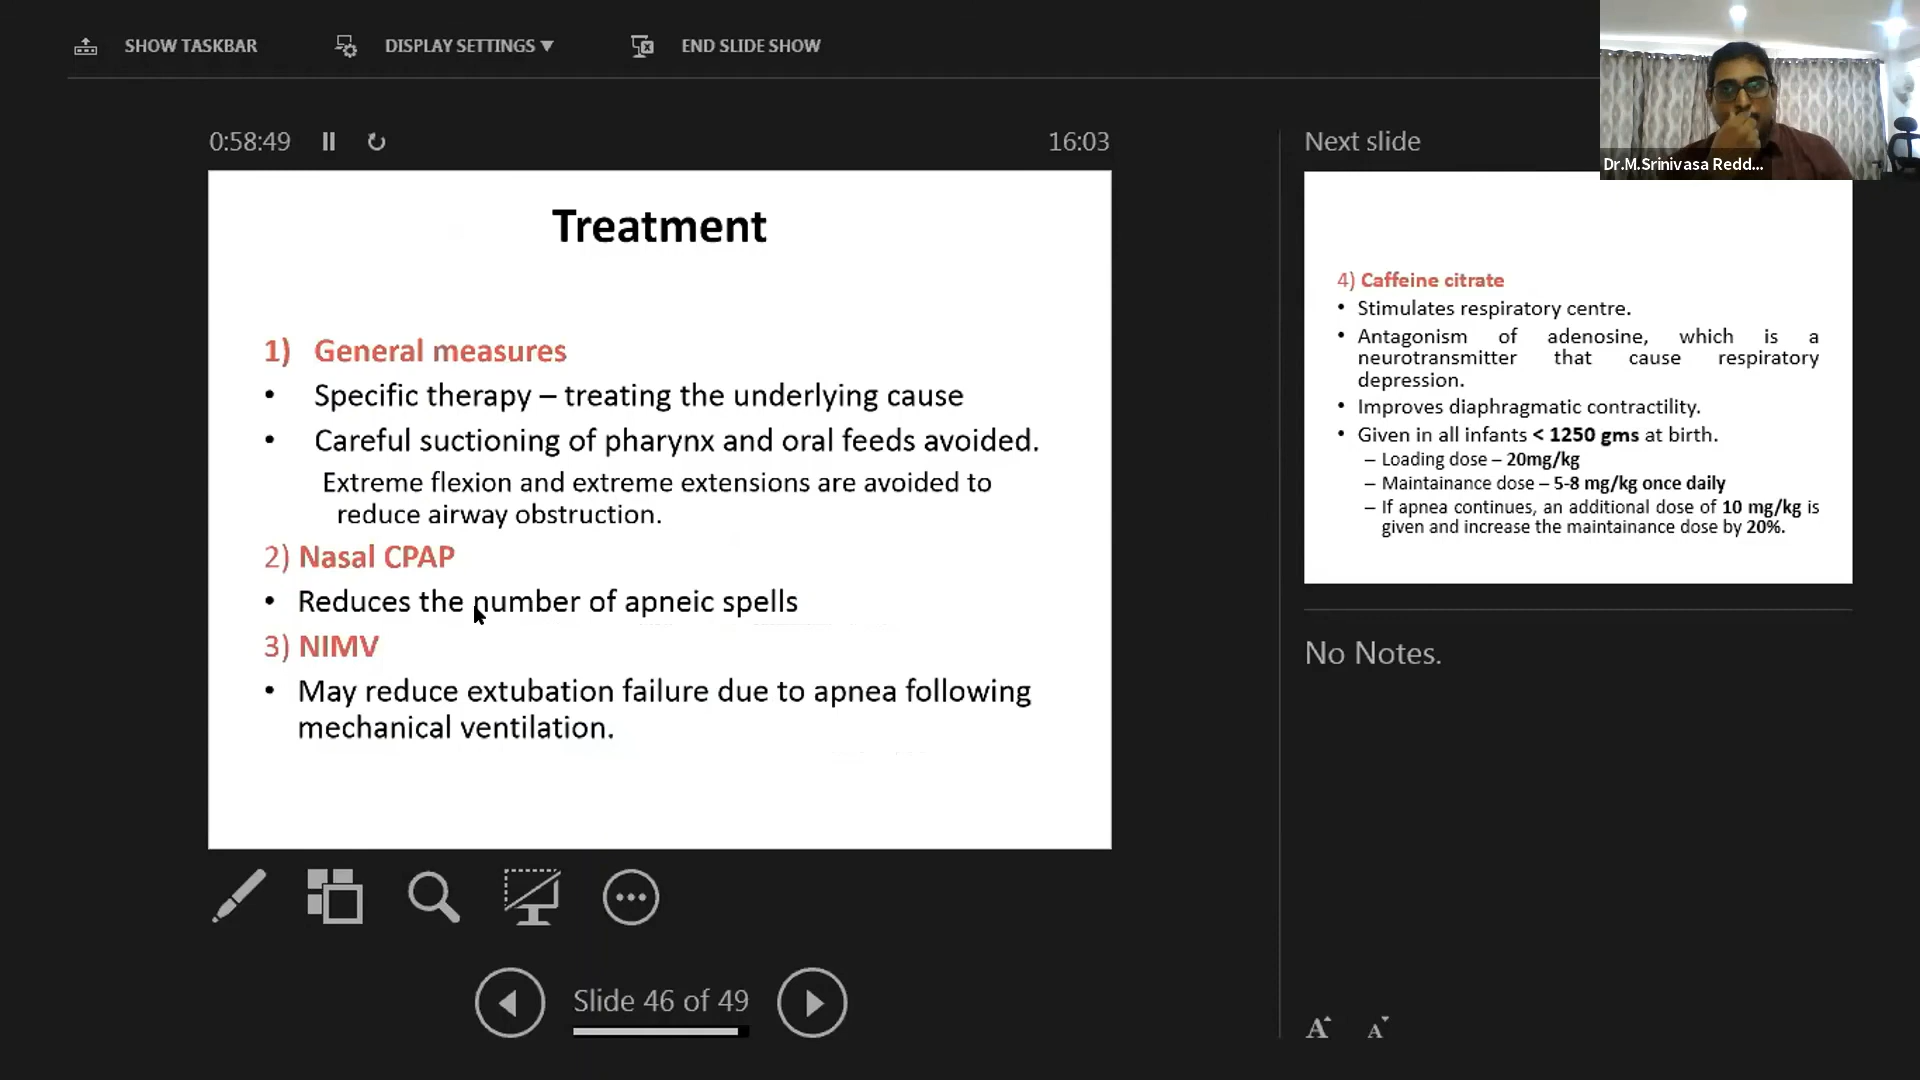 SHOW TASKBAR
DISPLAY SETTINGS ▼
END SLIDE SHOW
0:58:49
16:03
Treatment
1) General measures
• Specific therapy – treating the underlying cause
• Careful suctioning of pharynx and oral feeds avoided.
Extreme flexion and extreme extensions are avoided to
reduce airway obstruction.
2) Nasal CPAP
• Reduces the number of apneic spells
3) NIMV
• May reduce extubation failure due to apnea following
mechanical ventilation.
Slide 46 of 49
Next slide
Dr.M.Srinivasa Redd...
4) Caffeine citrate
• Stimulates respiratory centre.
• Antagonism of adenosine, which is a
neurotransmitter that cause respiratory
depression.
• Improves diaphragmatic contractility.
• Given in all infants < 1250 gms at birth.
– Loading dose – 20mg/kg
– Maintainance dose – 5-8 mg/kg once daily
– If apnea continues, an additional dose of 10 mg/kg is
given and increase the maintainance dose by 20%.
No Notes.
A A